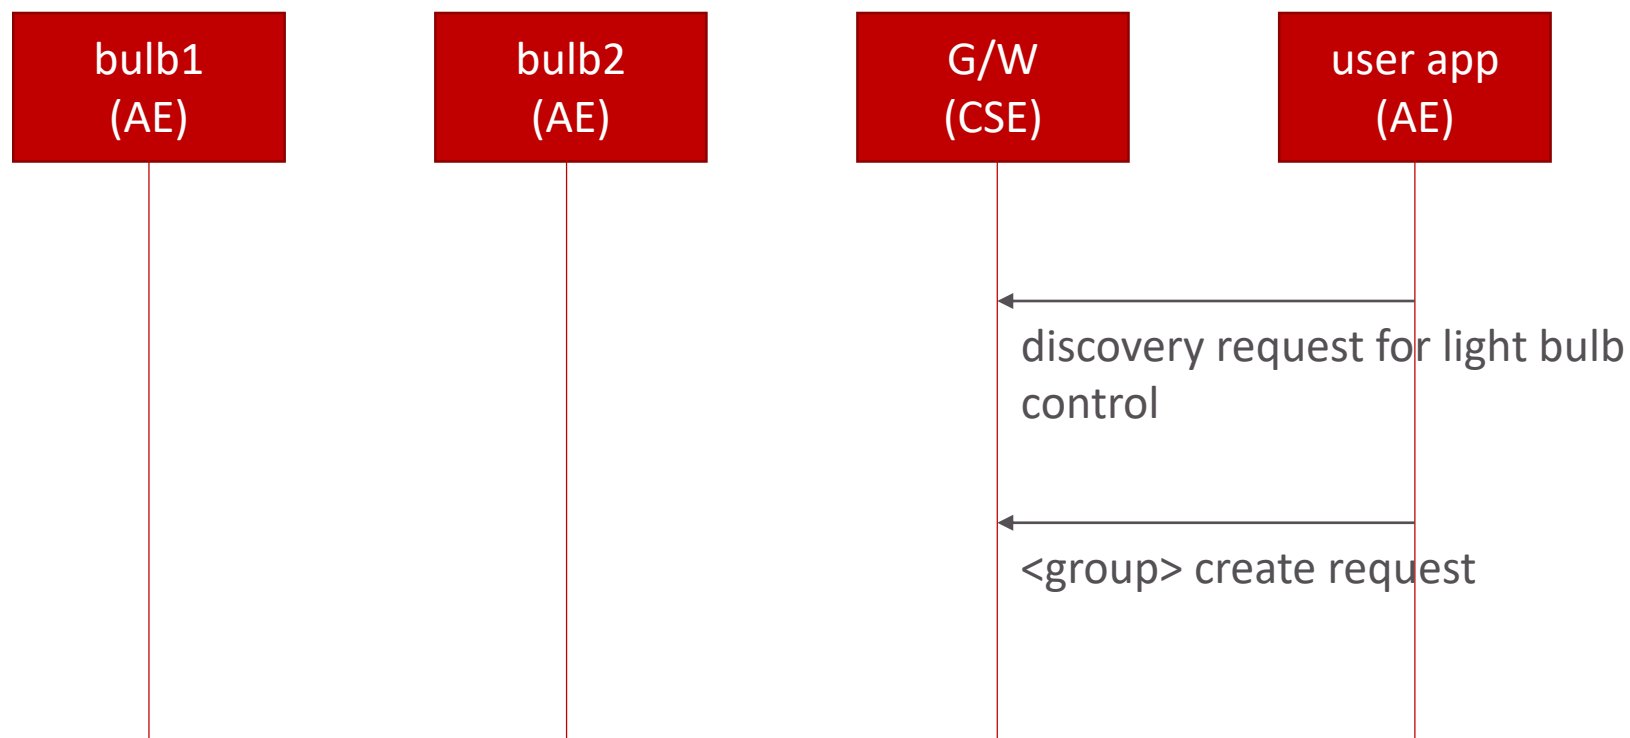 bulb1
(AE)
bulb2
(AE)
G/W
(CSE)
user app
(AE)
discovery request for light bulb
control
<group> create request